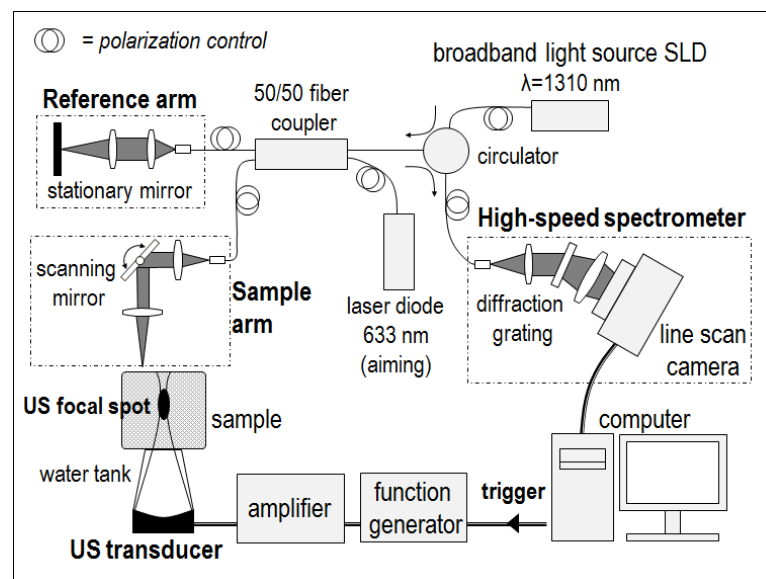 = polarization control
broadband light source SLD
λ=1310 nm
Reference arm
50/50 fiber
coupler
circulator
stationary mirror
High-speed spectrometer
scanning
mirror
Sample
arm
laser diode
633 nm
(aiming)
diffraction
grating
line scan
camera
US focal spot
sample
computer
water tank
amplifier
function
generator
trigger
US transducer